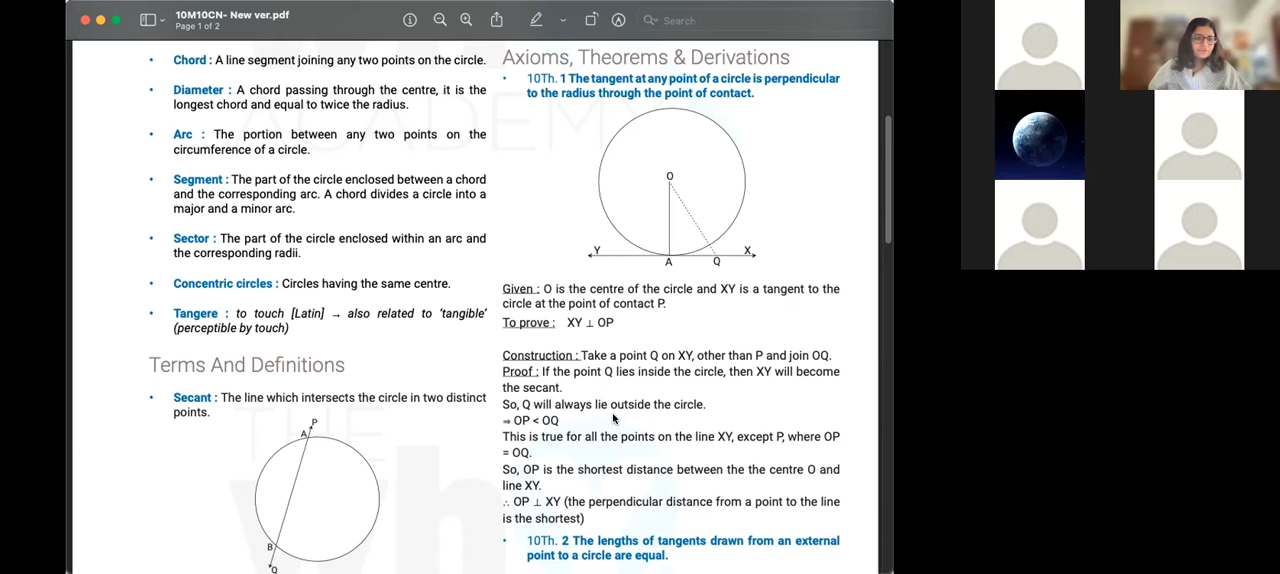 10M10CN- New ver.pdf
Page 1 of 2
Search
• Chord : A line segment joining any two points on the circle.
• Diameter : A chord passing through the centre, it is the
longest chord and equal to twice the radius.
• Arc : The portion between any two points on the
circumference of a circle.
• Segment : The part of the circle enclosed between a chord
and the corresponding arc. A chord divides a circle into a
major and a minor arc.
• Sector : The part of the circle enclosed within an arc and
the corresponding radii.
• Concentric circles : Circles having the same centre.
• Tangere : to touch [Latin] → also related to 'tangible'
(perceptible by touch)
Terms And Definitions
• Secant : The line which intersects the circle in two distinct
points.
P
A
B
Q
Axioms, Theorems & Derivations
• 10Th. 1 The tangent at any point of a circle is perpendicular
to the radius through the point of contact.
O
Y
X
A
Q
Given : O is the centre of the circle and XY is a tangent to the
circle at the point of contact P.
To prove : XY ⊥ OP
Construction : Take a point Q on XY, other than P and join OQ.
Proof : If the point Q lies inside the circle, then XY will become
the secant.
So, Q will always lie outside the circle.
⇒ OP < OQ
This is true for all the points on the line XY, except P, where OP
= OQ.
So, OP is the shortest distance between the the centre O and
line XY.
∴ OP ⊥ XY (the perpendicular distance from a point to the line
is the shortest)
• 10Th. 2 The lengths of tangents drawn from an external
point to a circle are equal.
ACADEMY
THE
wh